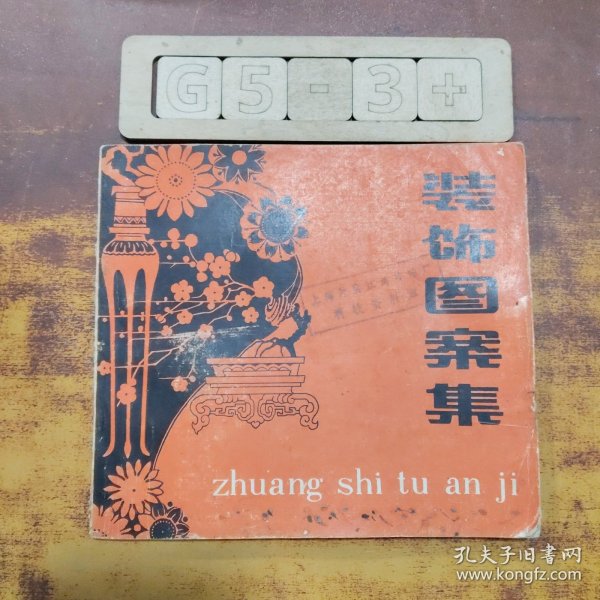 G5-3+
装饰图案集
zhuang shi tu an ji
孔夫子旧书网
www.kongfz.com